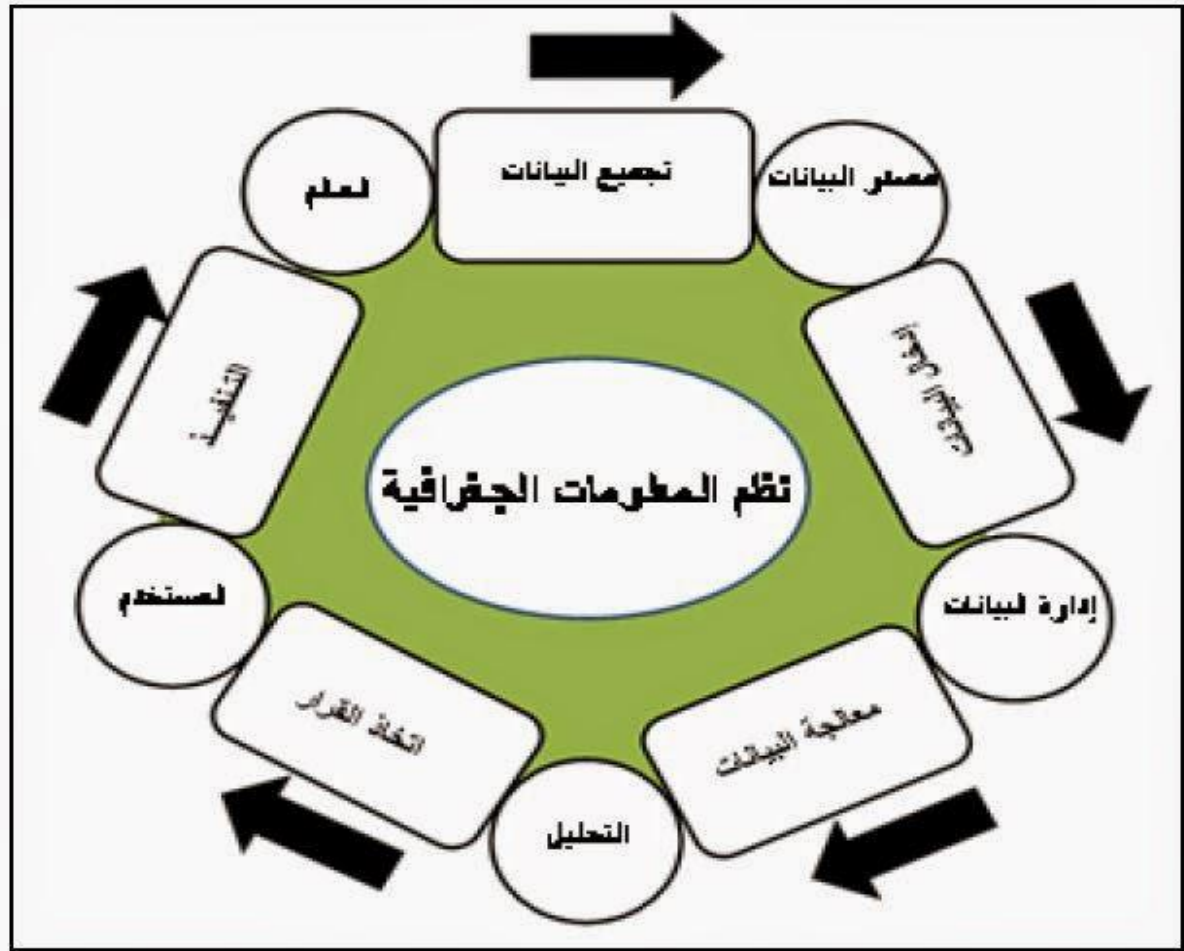 تجميع البيانات
مصدر البيانات
إدخال البيانات
إدارة البيانات
معالجة البيانات
التحليل
اتخاذ القرار
المستخدم
التنفيذ
العلم
نظم المعلومات الجغرافية